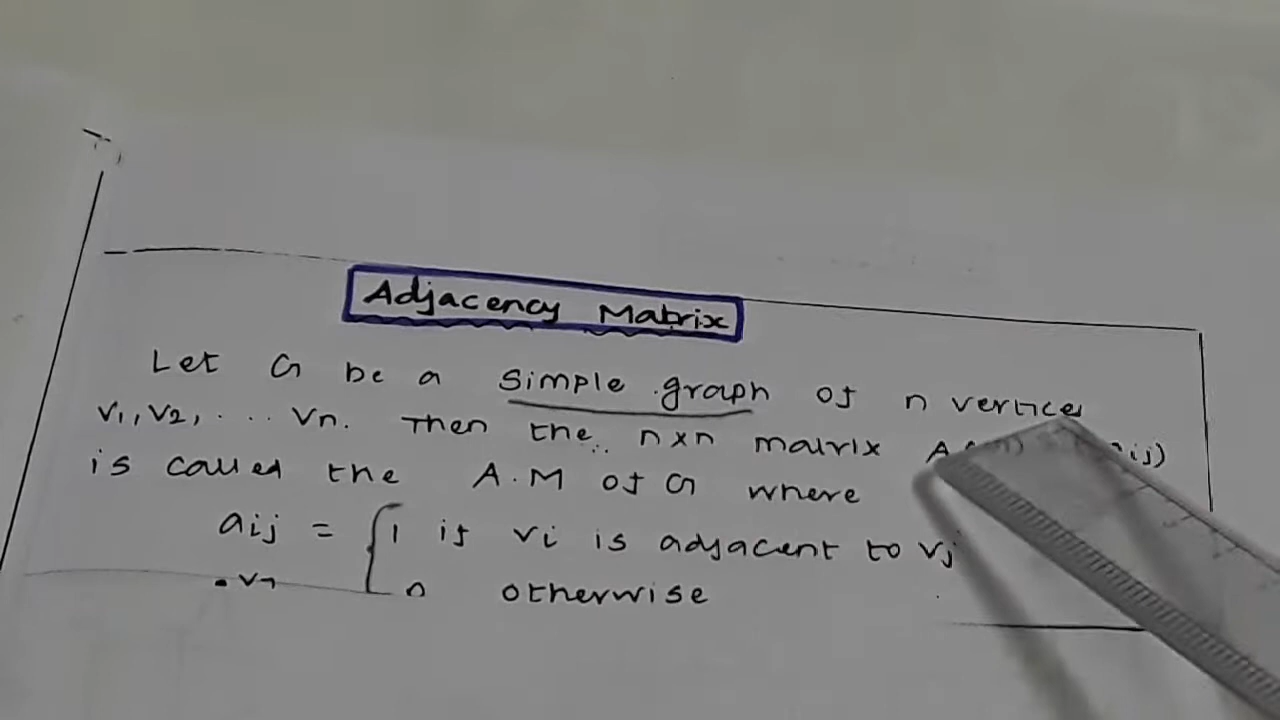 Adjacency Matrix
Let G be a simple graph of n vertices
v1, v2, .... vn. Then the n×n matrix aij)
is called the A.M of G where
aij = { 1 if vi is adjacent to vj
0 otherwise